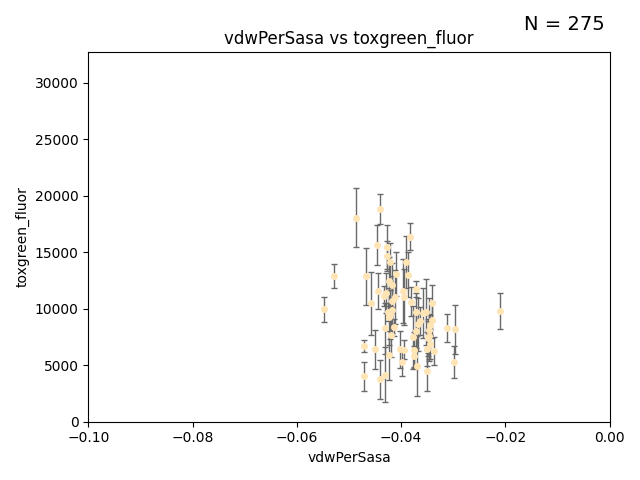 N = 275
vdwPerSasa vs toxgreen_fluor
30000
25000
20000
15000
10000
5000
0
toxgreen_fluor
−0.10 −0.08 −0.06 −0.04 −0.02 0.00
vdwPerSasa